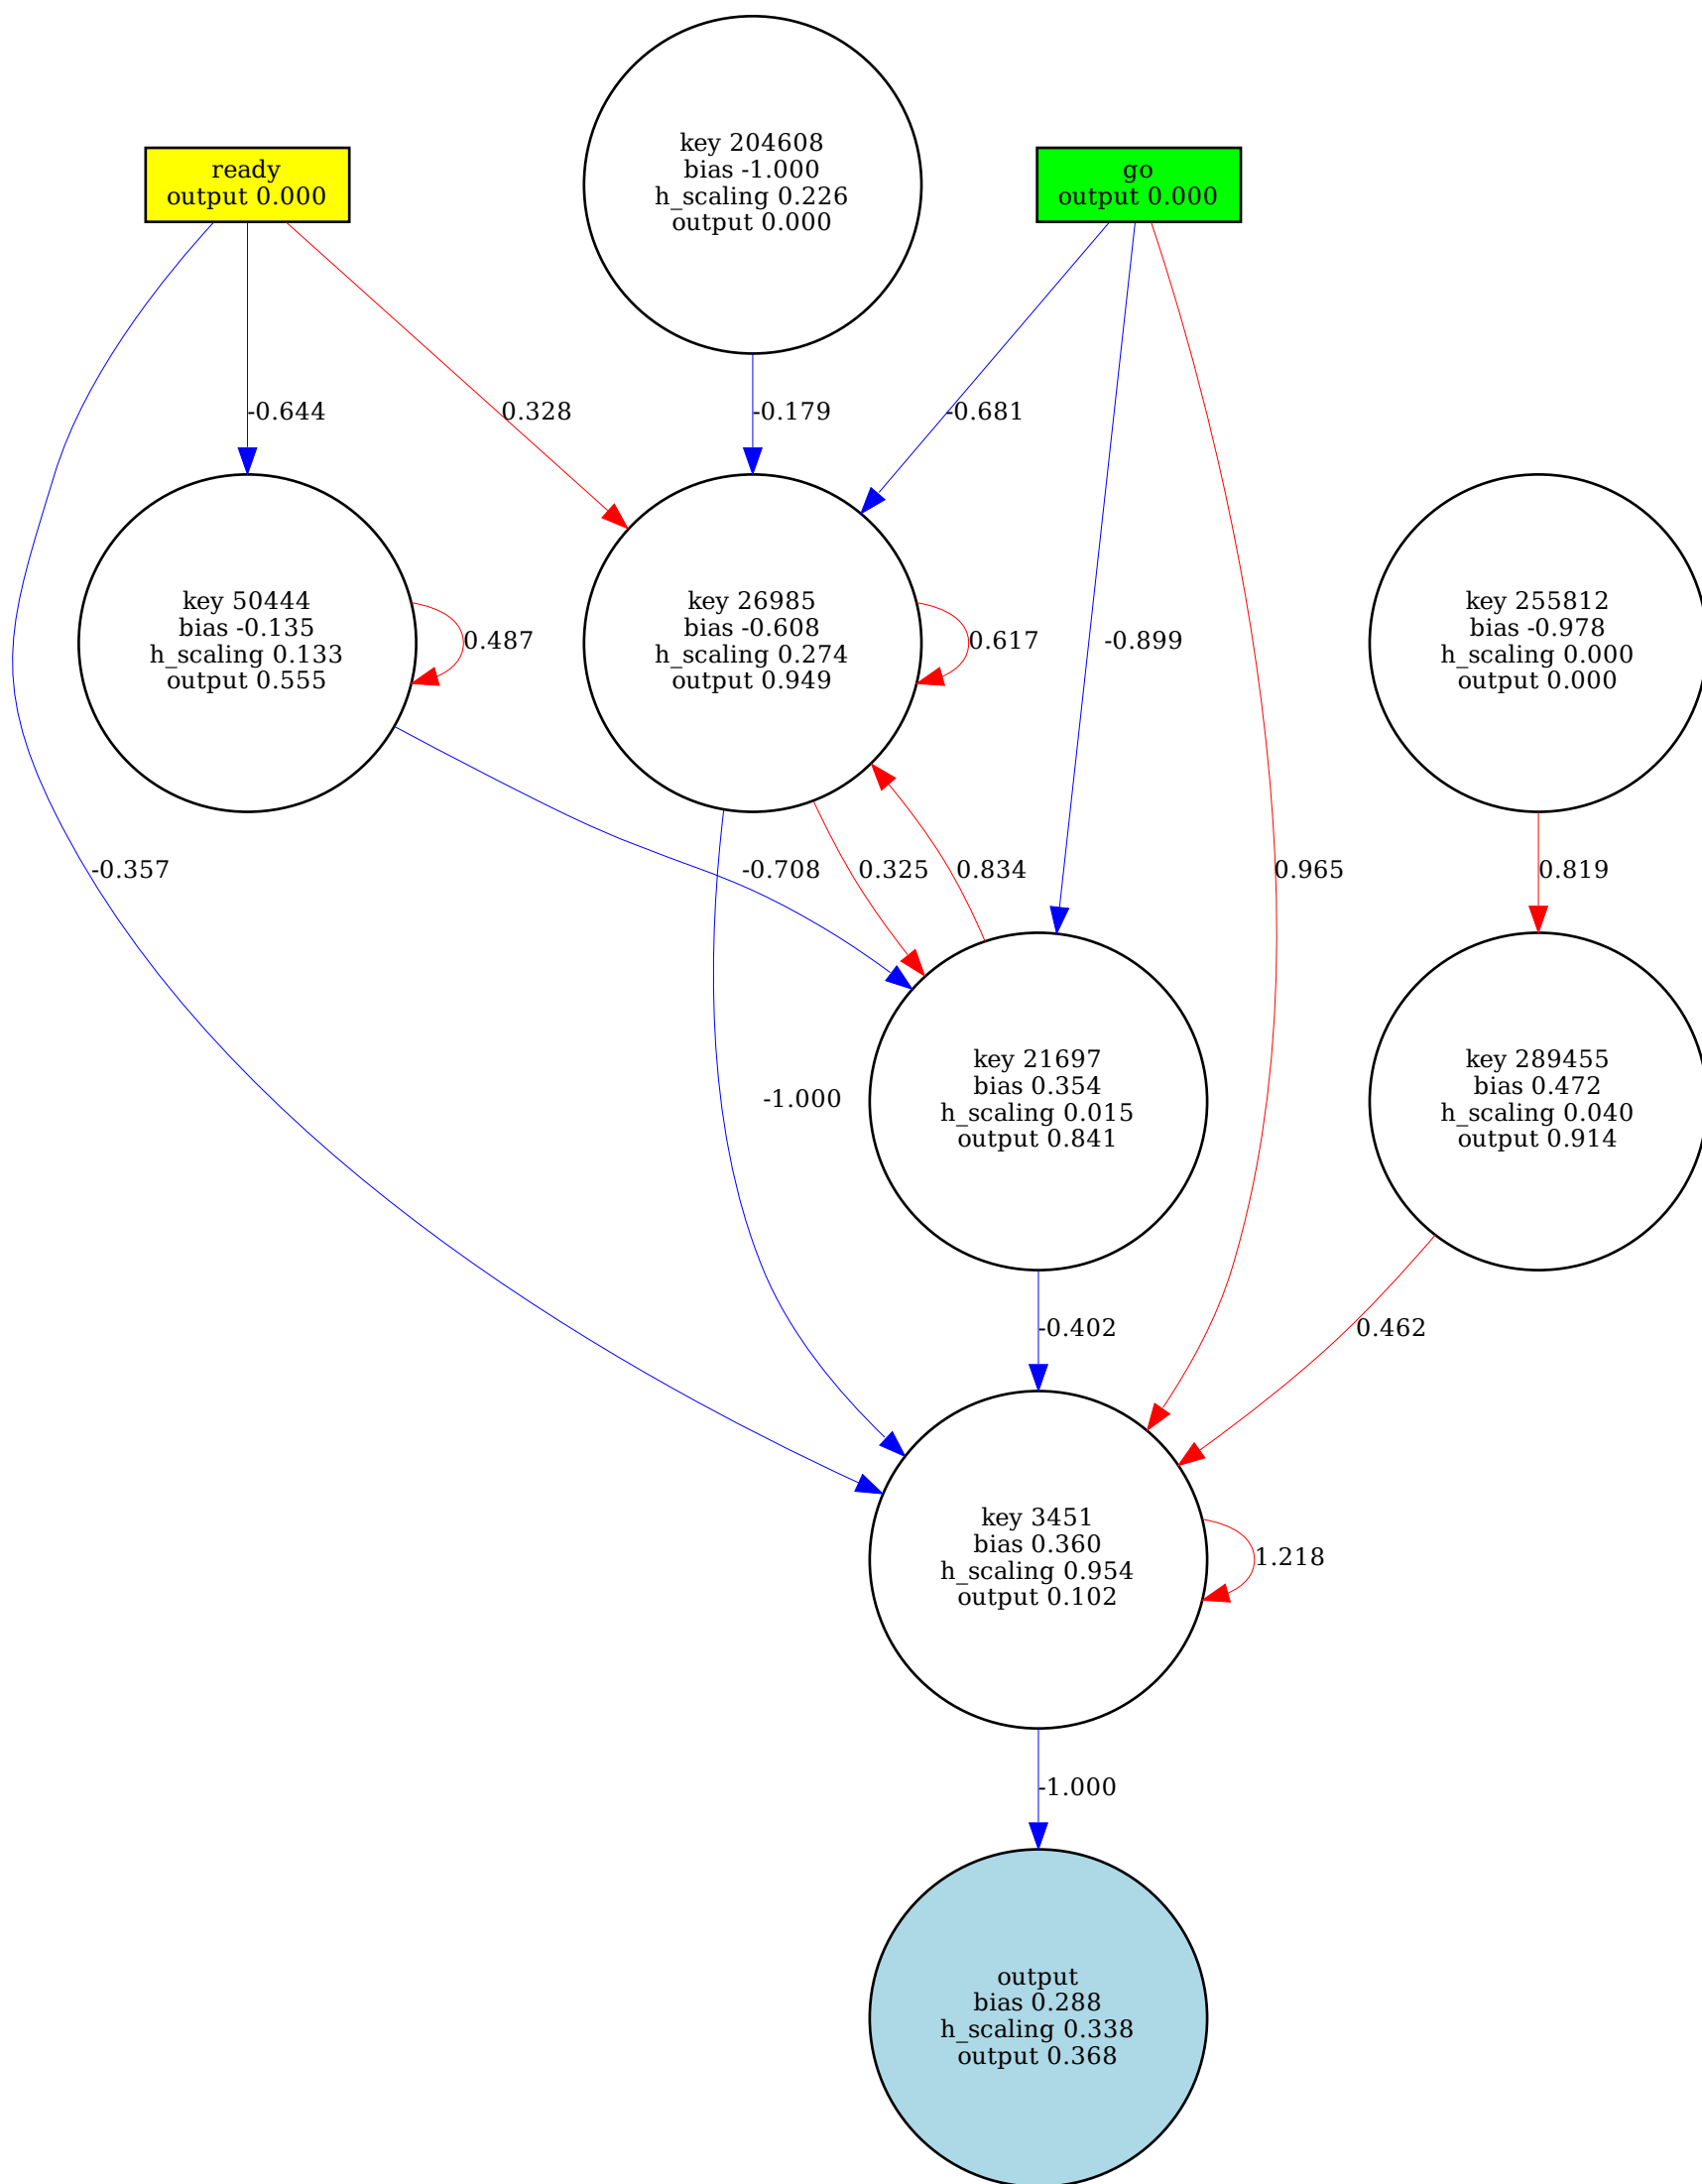 key 204608
bias -1.000
h_scaling 0.226
output 0.000
ready
output 0.000
go
output 0.000
-0.644
0.328
-0.179
-0.681
key 50444
bias -0.135
h_scaling 0.133
output 0.555
0.487
key 26985
bias -0.608
h_scaling 0.274
output 0.949
0.617
-0.899
key 255812
bias -0.978
h_scaling 0.000
output 0.000
-0.357
-0.708
0.325
0.834
0.965
0.819
-1.000
key 21697
bias 0.354
h_scaling 0.015
output 0.841
key 289455
bias 0.472
h_scaling 0.040
output 0.914
-0.402
0.462
key 3451
bias 0.360
h_scaling 0.954
output 0.102
1.218
-1.000
output
bias 0.288
h_scaling 0.338
output 0.368